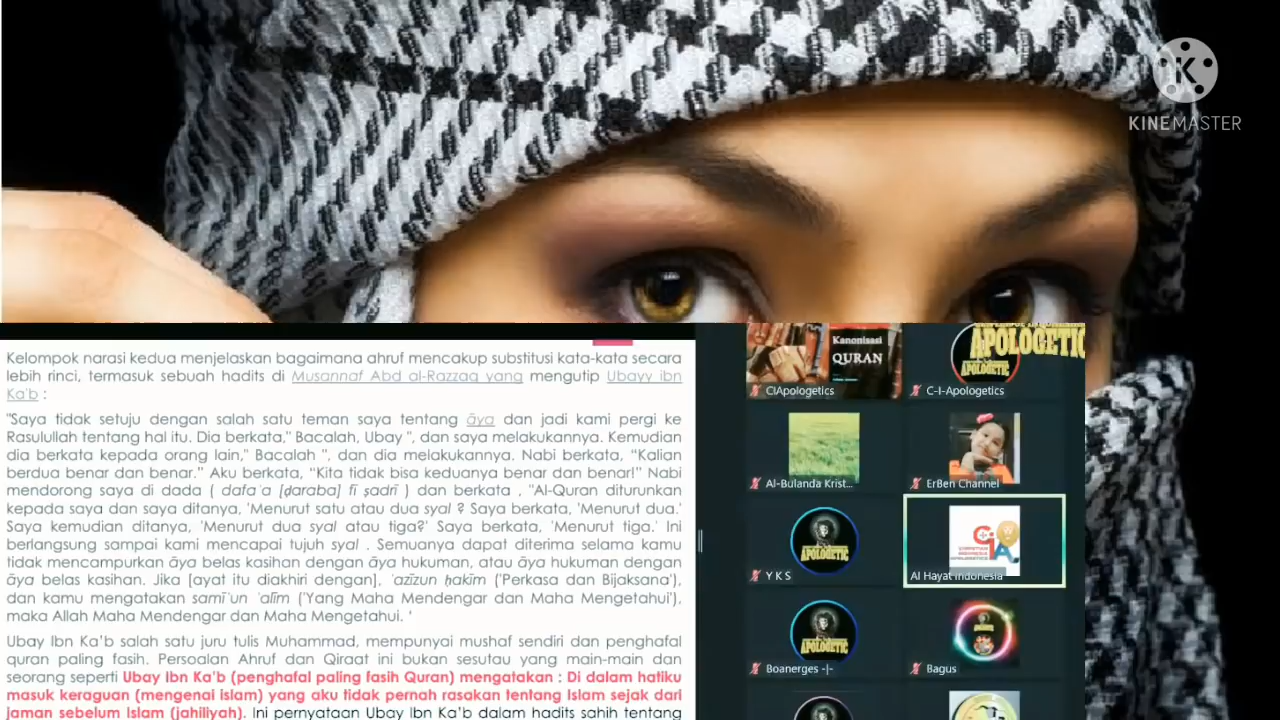 KINEMASTER
Kelompok narasi kedua menjelaskan bagaimana ahruf mencakup substitusi kata-kata secara
lebih rinci, termasuk sebuah hadits di Musannaf Abd al-Razzaq yang mengutip Ubayy ibn
Ka'b :
"Saya tidak setuju dengan salah satu teman saya tentang āya dan jadi kami pergi ke
Rasulullah tentang hal itu. Dia berkata," Bacalah, Ubay ", dan saya melakukannya. Kemudian
dia berkata kepada orang lain," Bacalah ", dan dia melakukannya. Nabi berkata, “Kalian
berdua benar dan benar.” Aku berkata, “Kita tidak bisa keduanya benar dan benar!” Nabi
mendorong saya di dada ( dafaʿa [ḍaraba] fī ṣadrī ) dan berkata , "Al-Quran diturunkan
kepada saya dan saya ditanya, 'Menurut satu atau dua syal ? Saya berkata, 'Menurut dua.'
Saya kemudian ditanya, 'Menurut dua syal atau tiga?' Saya berkata, 'Menurut tiga.' Ini
berlangsung sampai kami mencapai tujuh syal . Semuanya dapat diterima selama kamu
tidak mencampurkan āya belas kasihan dengan āya hukuman, atau āya hukuman dengan
āya belas kasihan. Jika [ayat itu berakhir dengan], ʿazīzun ḥakīm ('Perkasa dan Bijaksana'),
dan kamu mengatakan samīʿun ʿalīm ('Yang Maha Mendengar dan Maha Mengetahui'),
maka Allah Maha Mendengar dan Maha Mengetahui. '
Ubay Ibn Ka’b salah satu juru tulis Muhammad, mempunyai mushaf sendiri dan penghafal
quran paling fasih. Persoalan Ahruf dan Qiraat ini bukan sesutau yang main-main dan
seorang seperti Ubay Ibn Ka’b (penghafal paling fasih Quran) mengatakan : Di dalam hatiku
masuk keraguan (mengenai islam) yang aku tidak pernah rasakan tentang Islam sejak dari
jaman sebelum Islam (jahiliyah). Ini pernyataan Ubay Ibn Ka’b dalam hadits sahih tentang
Kanonisasi
QURAN
CIApologetics
APOLOGETIC
APOLOGETIC
C-I-Apologetics
Al-Bulanda Krist...
ErBen Channel
APOLOGETIC
Y K S
CIA
Al Hayat Indonesia
APOLOGETIC
Boanerges -|-
Bagus